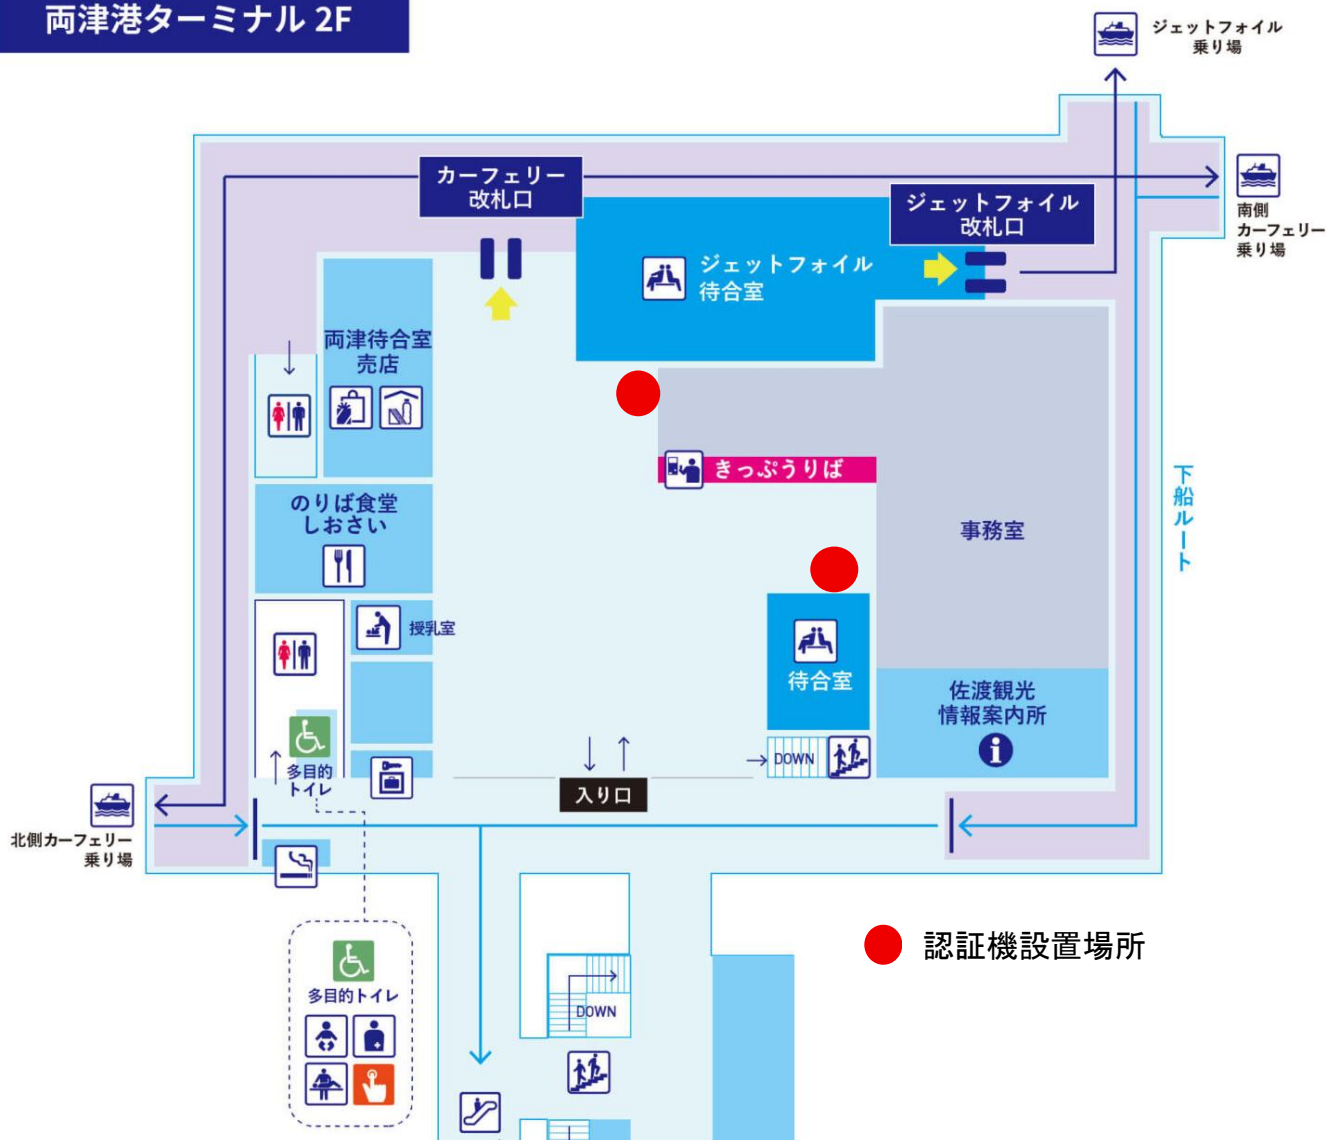 両津港ターミナル 2F
ジェットフォイル
乗り場
カーフェリー
改札口
ジェットフォイル
改札口
南側
カーフェリー
乗り場
ジェットフォイル
待合室
両津待合室
売店
きっぷうりば
のりば食堂
しおさい
事務室
下船ルート
授乳室
待合室
佐渡観光
情報案内所
多目的
トイレ
DOWN
入り口
北側カーフェリー
乗り場
認証機設置場所
多目的トイレ
DOWN